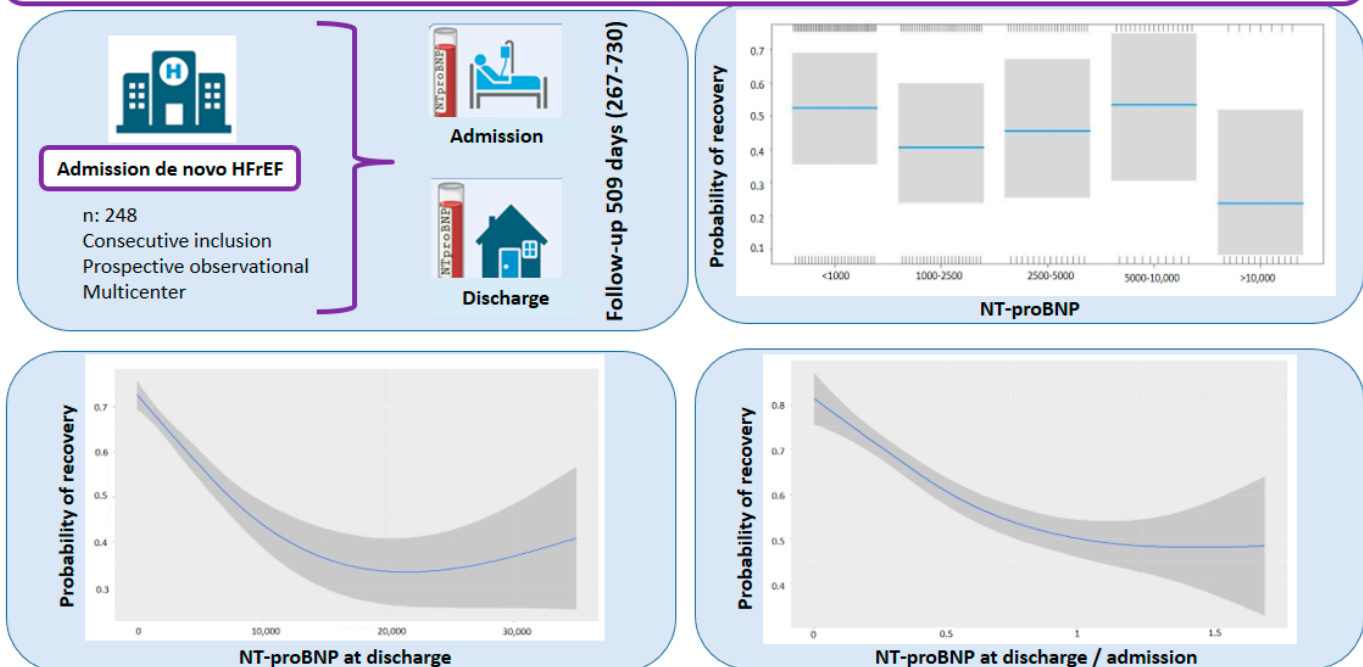 H
Admission de novo HFrEF
n: 248
Consecutive inclusion
Prospective observational
Multicenter
NTproBNP
Admission
NTproBNP
Discharge
Follow-up 509 days (267-730)
Probability of recovery
0.7
0.6
0.5
0.4
0.3
0.2
0.1
<1000
1000-2500
2500-5000
5000-10,000
>10,000
NT-proBNP
Probability of recovery
0.7
0.6
0.5
0.4
0.3
0
10,000
20,000
30,000
NT-proBNP at discharge
Probability of recovery
0.8
0.7
0.6
0.5
0.4
0
0.5
1
1.5
NT-proBNP at discharge / admission